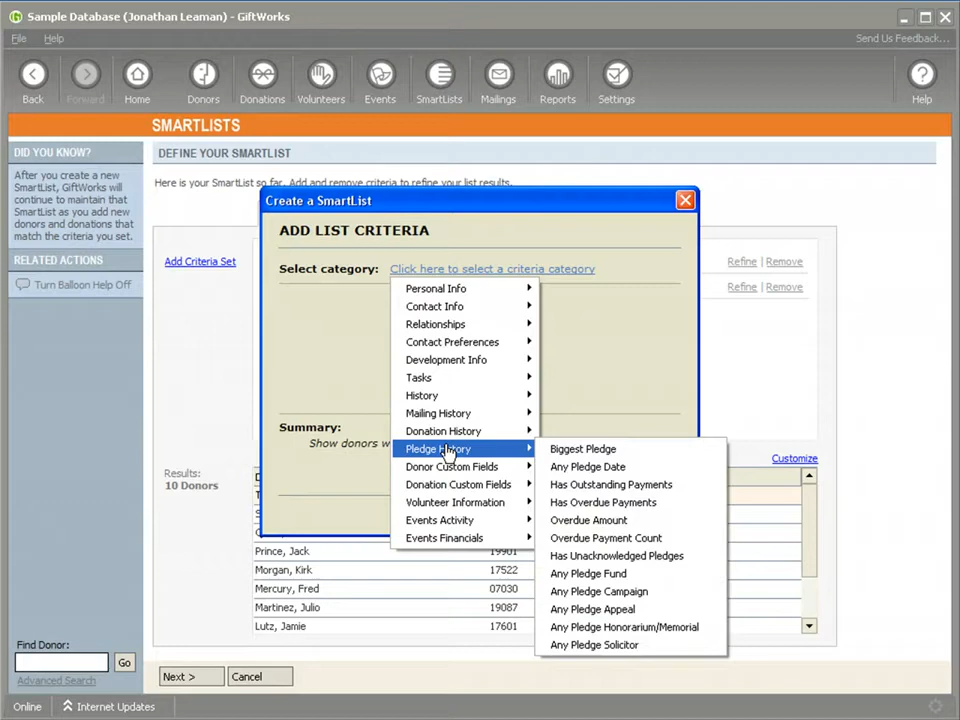 Sample Database (Jonathan Leaman) - GiftWorks
File Help Send Us Feedback...
Back Forward Home Donors Donations Volunteers Events SmartLists Mailings Reports Settings Help
SMARTLISTS
DID YOU KNOW?
After you create a new
SmartList, GiftWorks will
continue to maintain that
SmartList as you add new
donors and donations that
match the criteria you set.
RELATED ACTIONS
Turn Balloon Help Off
Find Donor:
Go
Advanced Search
DEFINE YOUR SMARTLIST
Here is your SmartList so far. Add and remove criteria to refine your list results.
Add Criteria Set
Refine | Remove
Refine | Remove
Create a SmartList
ADD LIST CRITERIA
Select category: Click here to select a criteria category
Personal Info
Contact Info
Relationships
Contact Preferences
Development Info
Tasks
History
Mailing History
Donation History
Pledge History
Donor Custom Fields
Donation Custom Fields
Volunteer Information
Events Activity
Events Financials
Biggest Pledge
Any Pledge Date
Has Outstanding Payments
Has Overdue Payments
Overdue Amount
Overdue Payment Count
Has Unacknowledged Pledges
Any Pledge Fund
Any Pledge Campaign
Any Pledge Appeal
Any Pledge Honorarium/Memorial
Any Pledge Solicitor
Summary:
Show donors
Customize
Results:
10 Donors
Prince, Jack 19901
Morgan, Kirk 17522
Mercury, Fred 07030
Martinez, Julio 19087
Lutz, Jamie 17601
Next > Cancel
Online Internet Updates